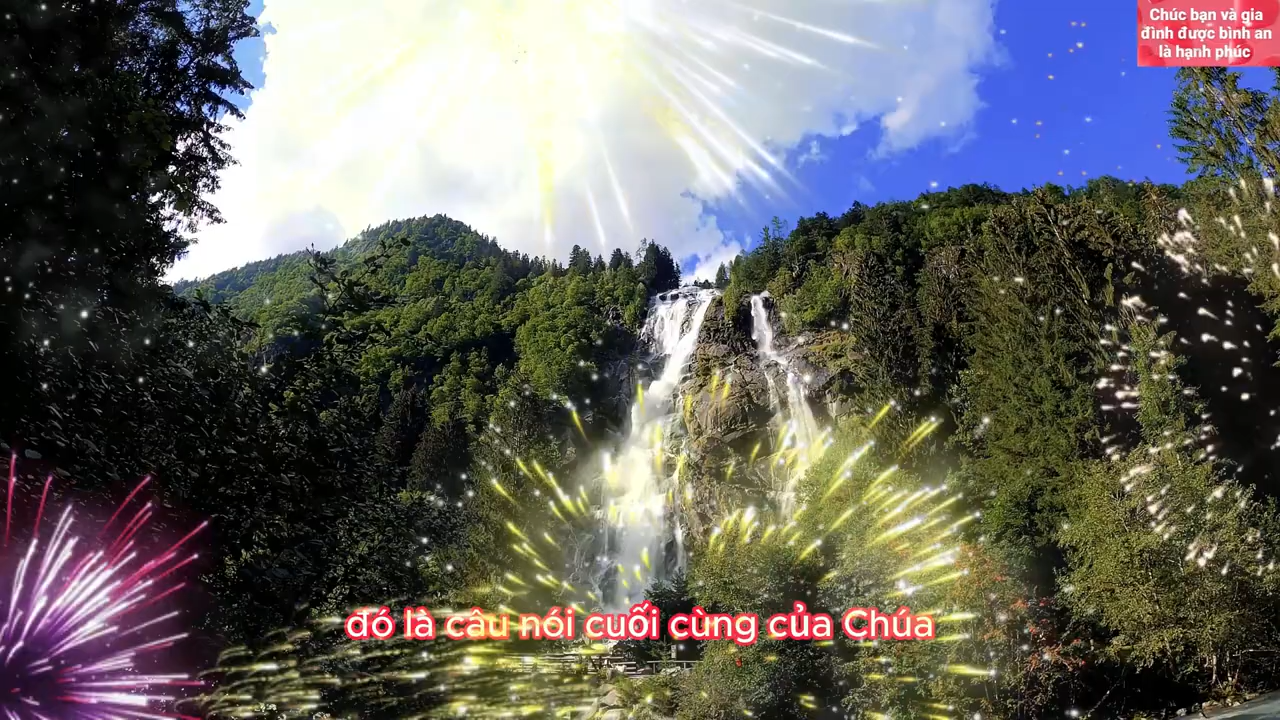 Chúc bạn và gia
đình được bình an
là hạnh phúc
đó là câu nói cuối cùng của Chúa